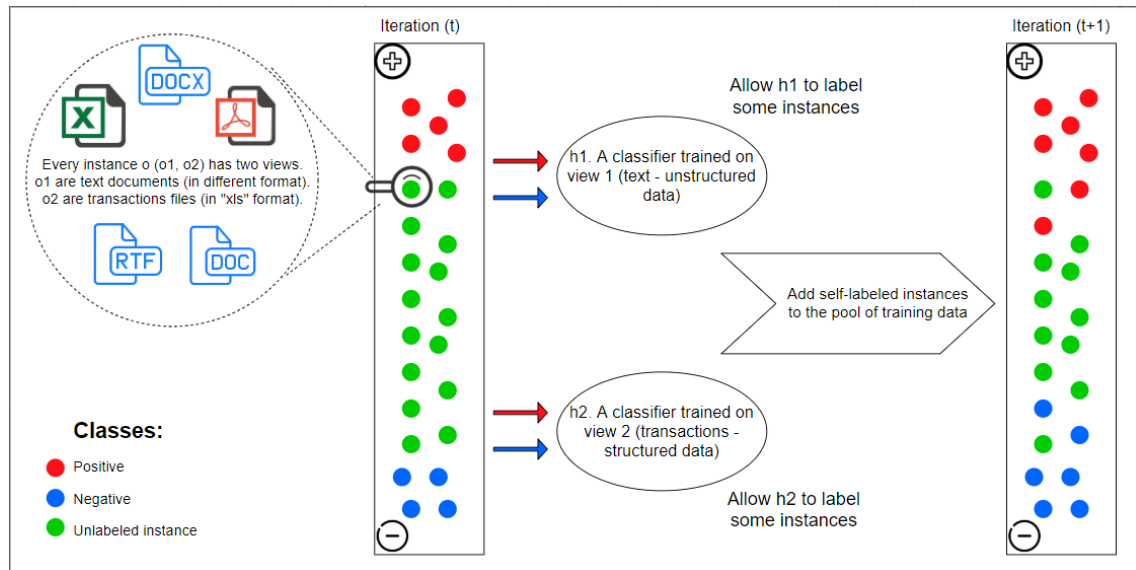 Iteration (t)
Iteration (t+1)
DOCX
X
Every instance o (o1, o2) has two views.
o1 are text documents (in different format).
o2 are transactions files (in "xls" format).
RTF
DOC
Allow h1 to label
some instances
h1. A classifier trained on
view 1 (text - unstructured
data)
Add self-labeled instances
to the pool of training data
h2. A classifier trained on
view 2 (transactions -
structured data)
Allow h2 to label
some instances
Classes:
Positive
Negative
Unlabeled instance